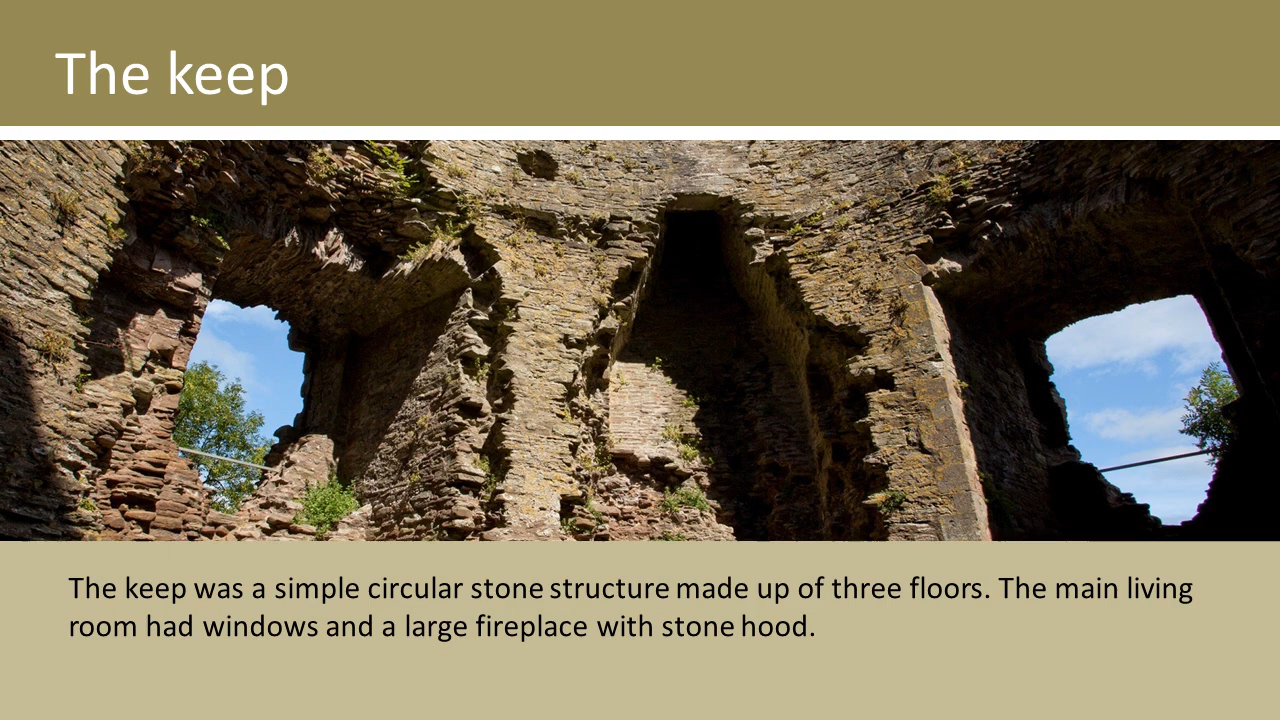 The keep
The keep was a simple circular stone structure made up of three floors. The main living
room had windows and a large fireplace with stone hood.